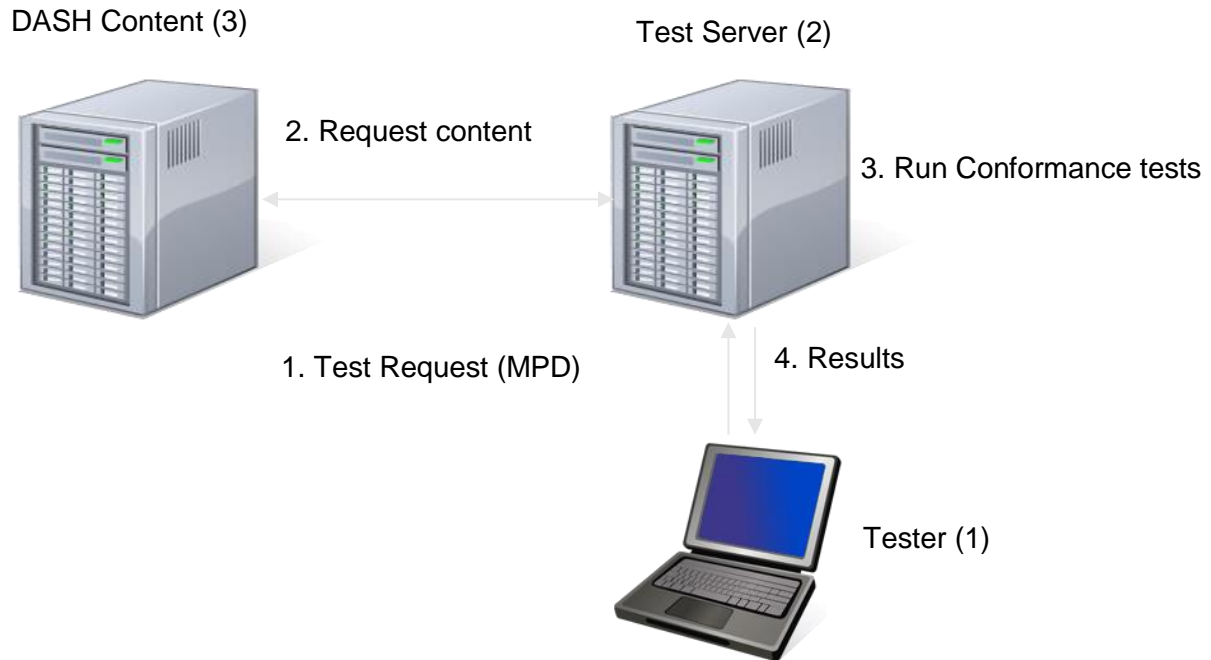 DASH Content (3)
Test Server (2)
2. Request content
3. Run Conformance tests
1. Test Request (MPD)
4. Results
Tester (1)